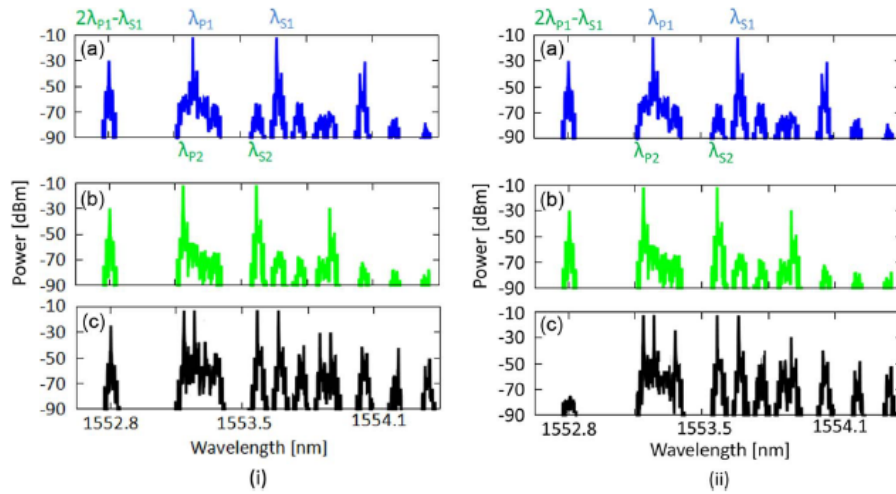 2λP1-λS1 λP1 λS1 2λP1-λS1 λP1 λS1
-10 (a) -10 (a)
-30 -30
-50 -50
-70 -70
-90 -90
λP2 λS2 λP2 λS2
-10 (b) -10 (b)
-30 -30
-50 -50
-70 -70
-90 -90
Power [dBm] Power [dBm]
-10 (c) -10 (c)
-30 -30
-50 -50
-70 -70
-90 -90
1552.8 1553.5 1554.1 1552.8 1553.5 1554.1
Wavelength [nm] Wavelength [nm]
(i) (ii)